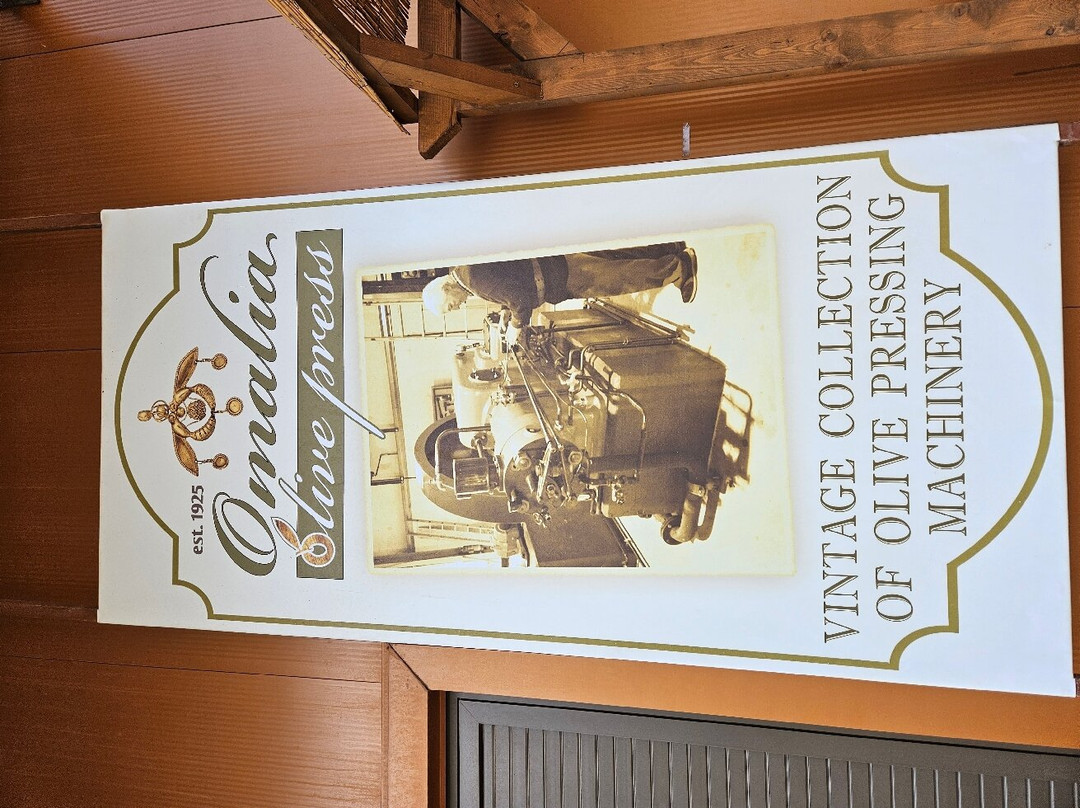 est. 1925
Omalia
Olive press
VINTAGE COLLECTION
OF OLIVE PRESSING
MACHINERY